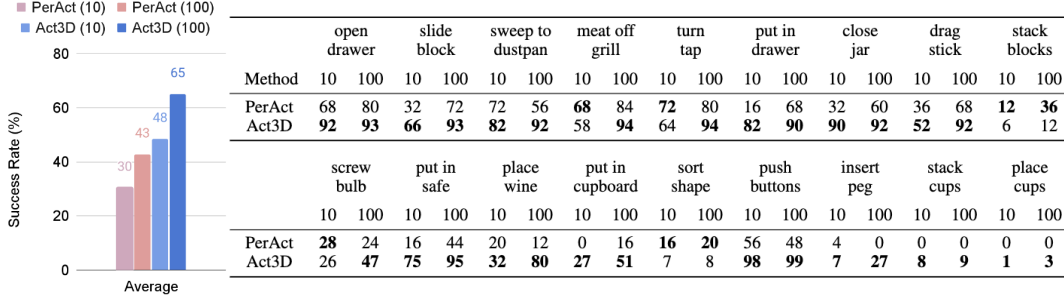 PerAct (10) PerAct (100)
Act3D (10) Act3D (100)
80
60
40
20
0
Success Rate (%)
30
43
48
65
Average
open drawer slide block sweep to dustpan meat off grill turn tap put in drawer close jar drag stick stack blocks
Method 10 100 10 100 10 100 10 100 10 100 10 100 10 100 10 100 10 100
PerAct 68 80 32 72 72 56 68 84 72 80 16 68 32 60 36 68 12 36
Act3D 92 93 66 93 82 92 58 94 64 94 82 90 90 92 52 92 6 12
screw bulb put in safe place wine put in cupboard sort shape push buttons insert peg stack cups place cups
10 100 10 100 10 100 10 100 10 100 10 100 10 100 10 100 10 100
PerAct 28 24 16 44 20 12 0 16 16 20 56 48 4 0 0 0 0 0
Act3D 26 47 75 95 32 80 27 51 7 8 98 99 7 27 8 9 1 3